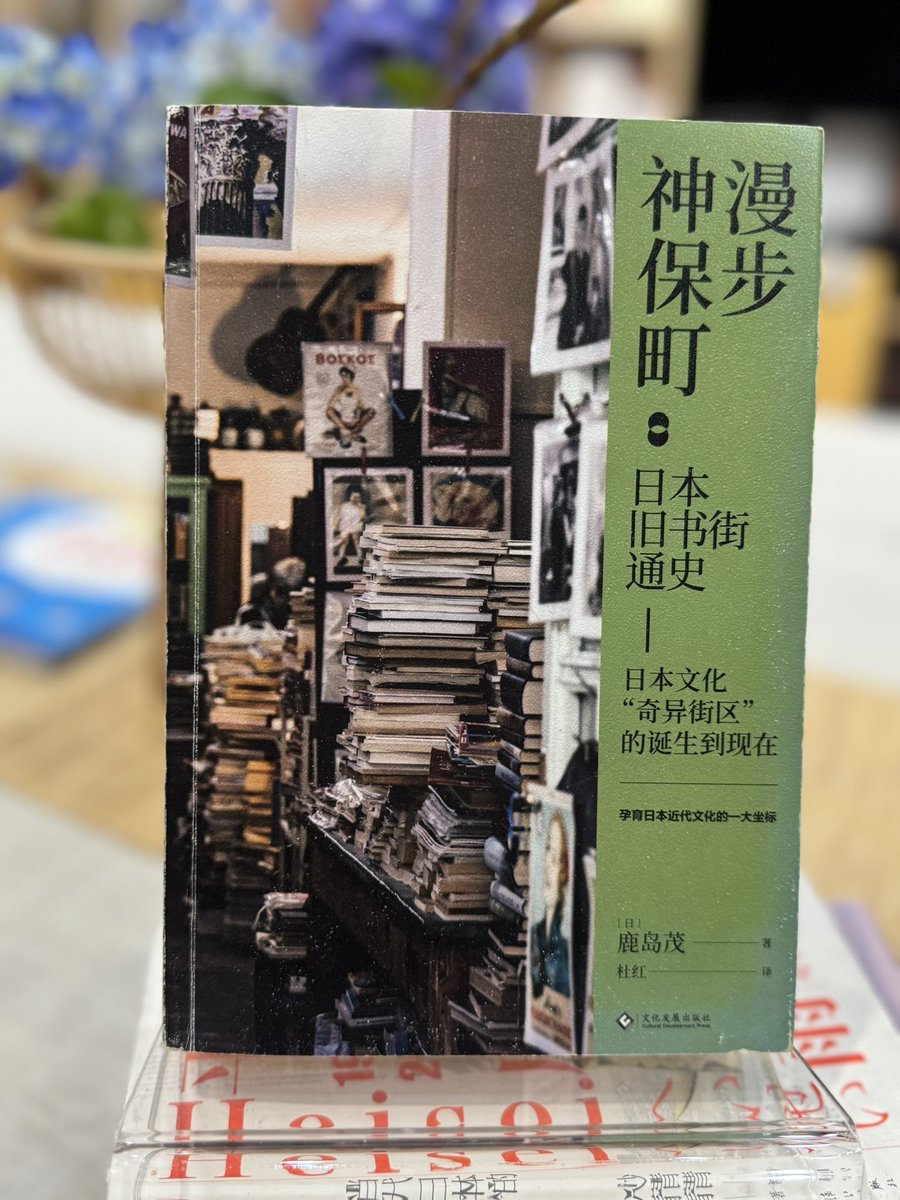 漫步
神保町：
日本
旧书街
通史
—
日本文化
“奇异街区”
的诞生到现在
孕育日本近代文化的一大坐标
［日］
鹿岛茂——著
杜红——译
文化发展出版社
Cultural Development Press
ВОГКОС
WA
Heisei